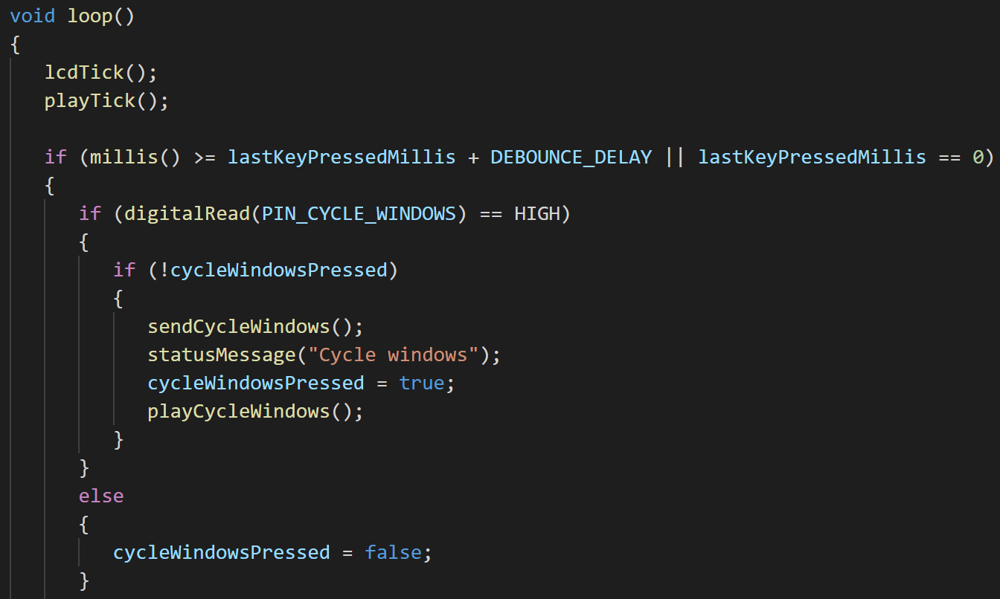 void loop()
{
   lcdTick();
   playTick();

   if (millis() >= lastKeyPressedMillis + DEBOUNCE_DELAY || lastKeyPressedMillis == 0)
   {
      if (digitalRead(PIN_CYCLE_WINDOWS) == HIGH)
      {
         if (!cycleWindowsPressed)
         {
            sendCycleWindows();
            statusMessage("Cycle windows");
            cycleWindowsPressed = true;
            playCycleWindows();
         }
      }
      else
      {
         cycleWindowsPressed = false;
      }